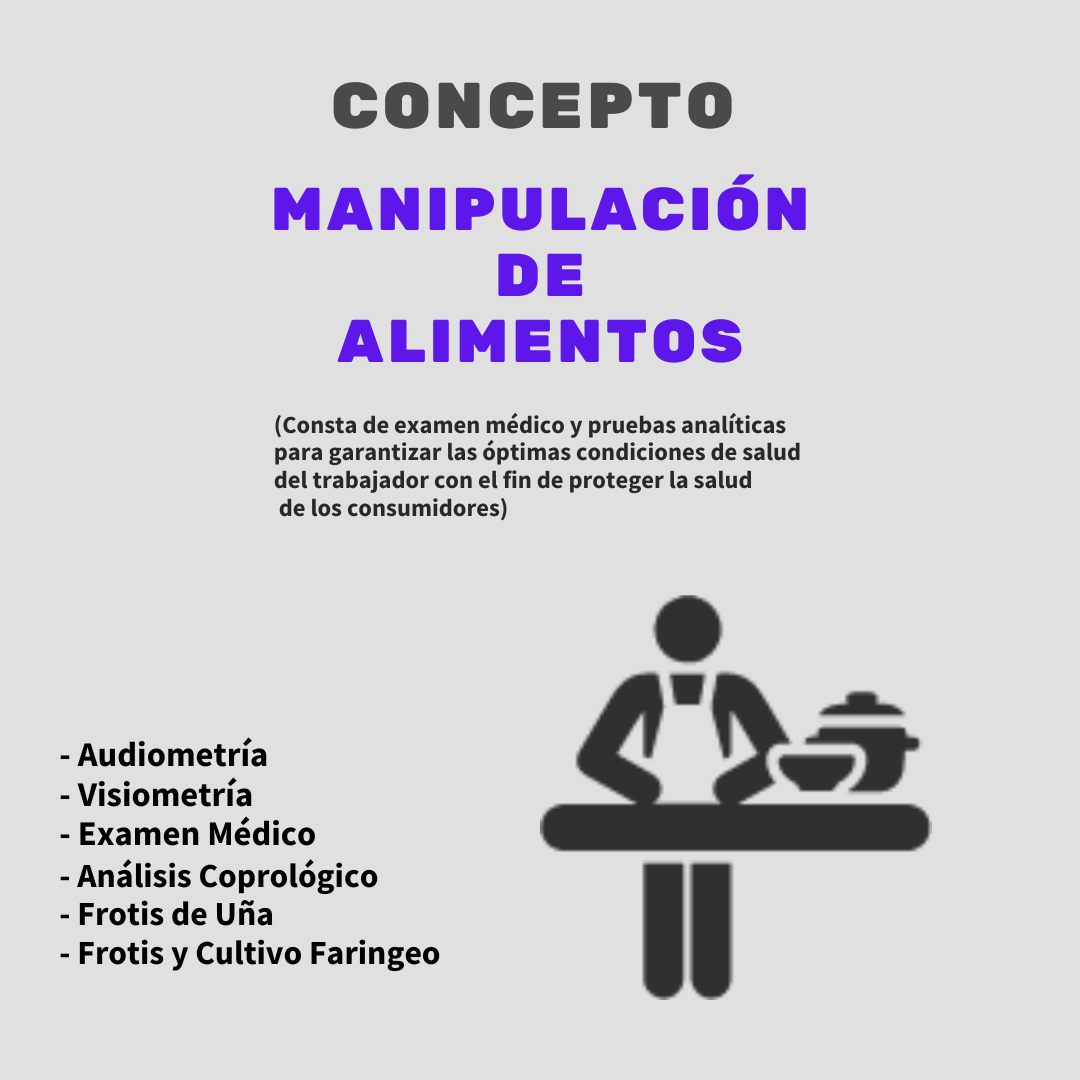 CONCEPTO
MANIPULACIÓN
DE
ALIMENTOS
(Consta de examen médico y pruebas analíticas
para garantizar las óptimas condiciones de salud
del trabajador con el fin de proteger la salud
de los consumidores)
- Audiometría
- Visiometría
- Examen Médico
- Análisis Coprológico
- Frotis de Uña
- Frotis y Cultivo Faringeo